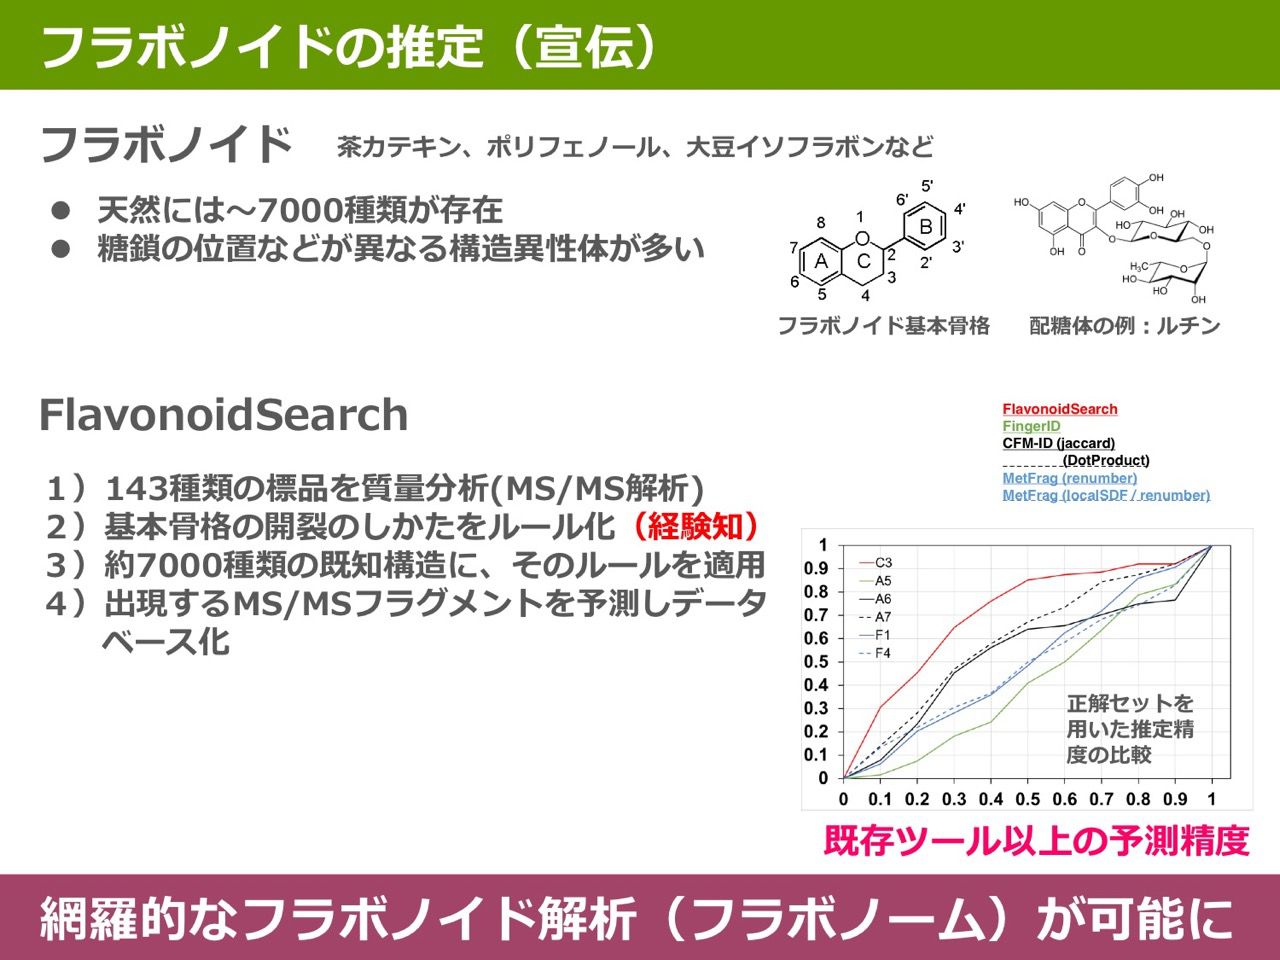 フラボノイドの推定（宣伝）
フラボノイド 茶カテキン、ポリフェノール、大豆イソフラボンなど
● 天然には～7000種類が存在
● 糖鎖の位置などが異なる構造異性体が多い
5'
6'
4'
1
8
B
3'
7
O
2
2'
A
C
3
6
5
4
フラボノイド基本骨格
OH
HO
O
OH
OH
HO
OH
O
O
OH
O
O
H₃C
O
O
HO
HO
OH
OH
配糖体の例：ルチン
FlavonoidSearch
１）143種類の標品を質量分析(MS/MS解析)
２）基本骨格の開裂のしかたをルール化（経験知）
３）約7000種類の既知構造に、そのルールを適用
４）出現するMS/MSフラグメントを予測しデータ
ベース化
FlavonoidSearch
FingerID
CFM-ID (jaccard)
(DotProduct)
MetFrag (renumber)
MetFrag (localSDF / renumber)
1
0.9
0.8
0.7
0.6
0.5
0.4
0.3
0.2
0.1
0
C3
A5
A6
A7
F1
F4
正解セットを
用いた推定精
度の比較
0 0.1 0.2 0.3 0.4 0.5 0.6 0.7 0.8 0.9 1
既存ツール以上の予測精度
網羅的なフラボノイド解析（フラボノーム）が可能に